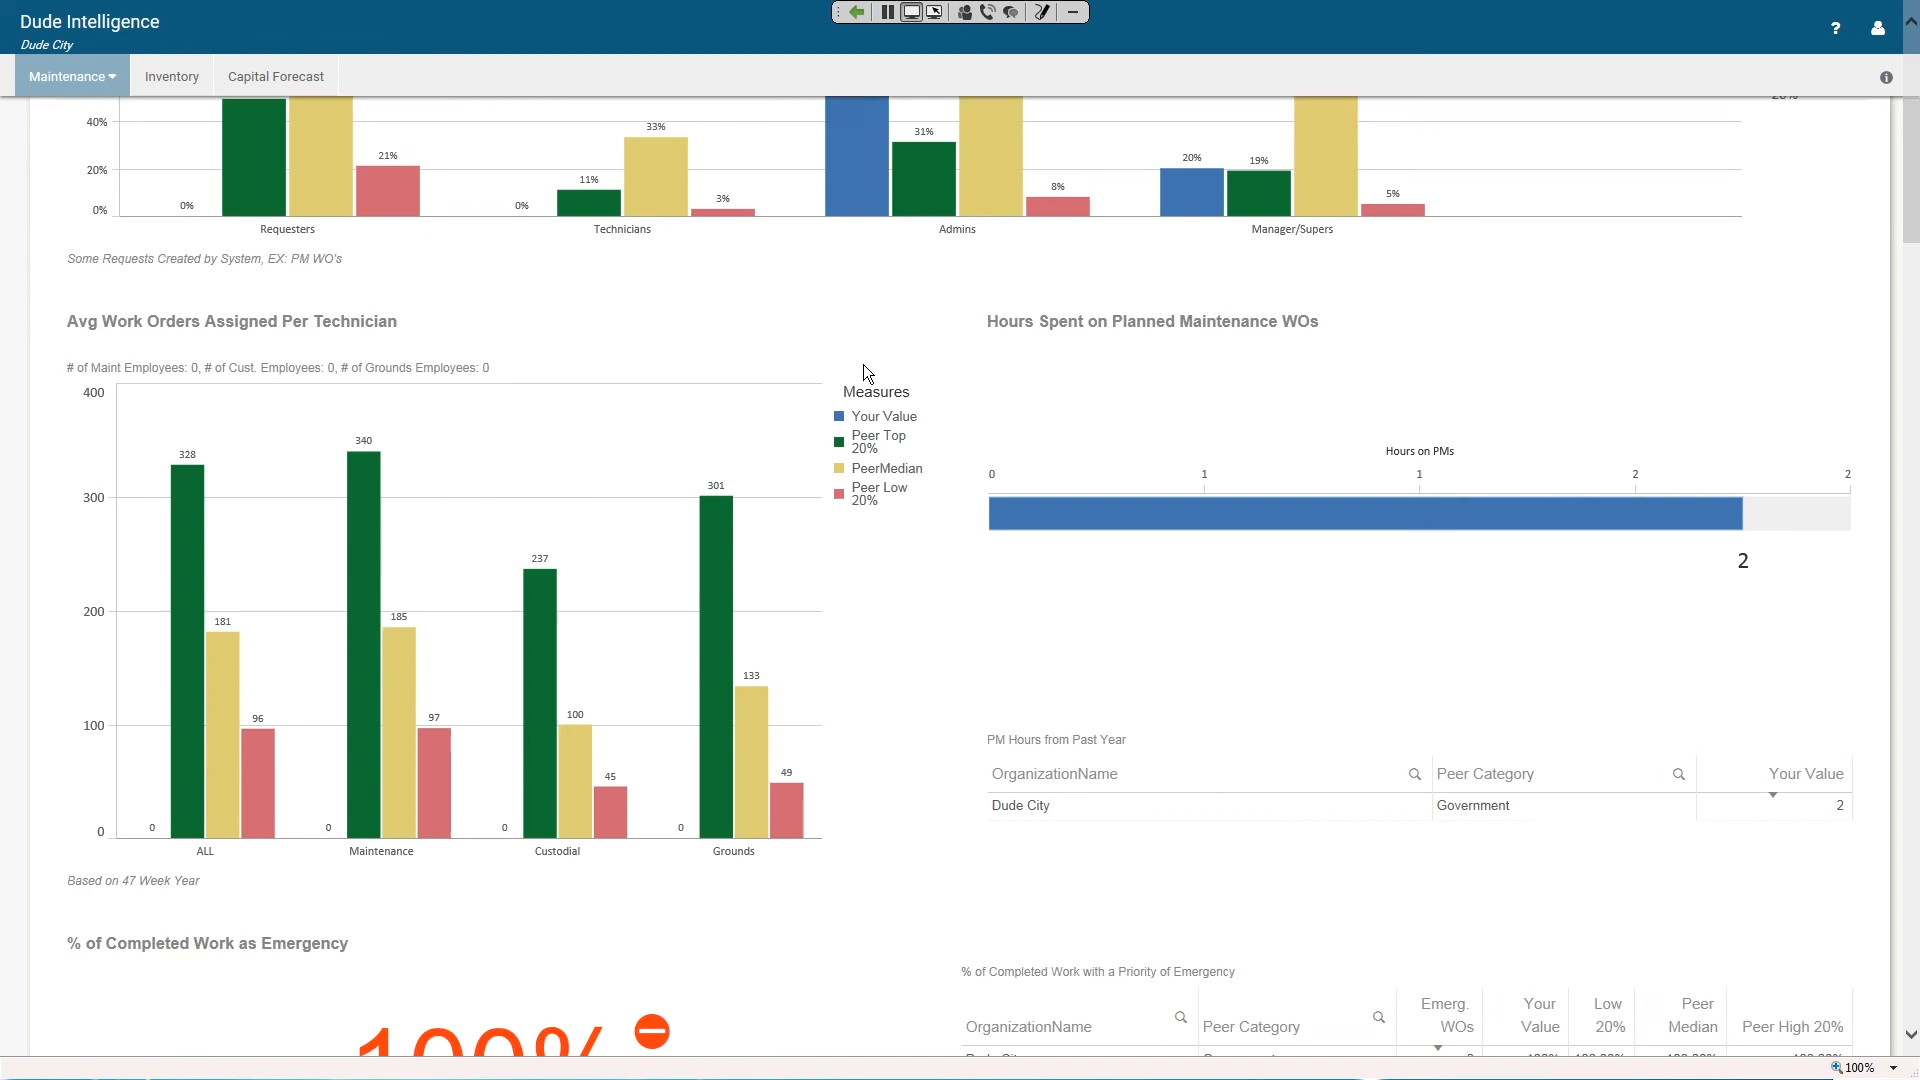 Dude Intelligence
Dude City
?
Maintenance
Inventory
Capital Forecast
40%
20%
0%
0%
21%
0%
11%
33%
3%
31%
8%
20%
19%
5%
Requesters
Technicians
Admins
Manager/Supers
Some Requests Created by System, EX: PM WO's
Avg Work Orders Assigned Per Technician
# of Maint Employees: 0, # of Cust. Employees: 0, # of Grounds Employees: 0
400
300
200
100
0
0
328
181
96
0
340
185
97
0
237
100
45
0
301
133
49
ALL
Maintenance
Custodial
Grounds
Measures
Your Value
Peer Top
20%
PeerMedian
Peer Low
20%
Based on 47 Week Year
Hours Spent on Planned Maintenance WOs
Hours on PMs
0 1 1 2 2
2
PM Hours from Past Year
OrganizationName Peer Category Your Value
Dude City Government 2
% of Completed Work as Emergency
100%
% of Completed Work with a Priority of Emergency
Emerg. Your Low Peer
OrganizationName Peer Category WOs Value 20% Median Peer High 20%
100%